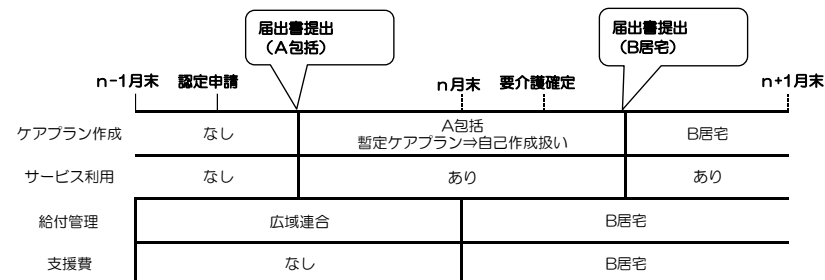 届出書提出
（A包括）
届出書提出
（B居宅）
n-1月末
認定申請
n月末
要介護確定
n+1月末
ケアプラン作成
なし
A包括
暫定ケアプラン⇒自己作成扱い
B居宅
サービス利用
なし
あり
あり
給付管理
広域連合
B居宅
支援費
なし
B居宅